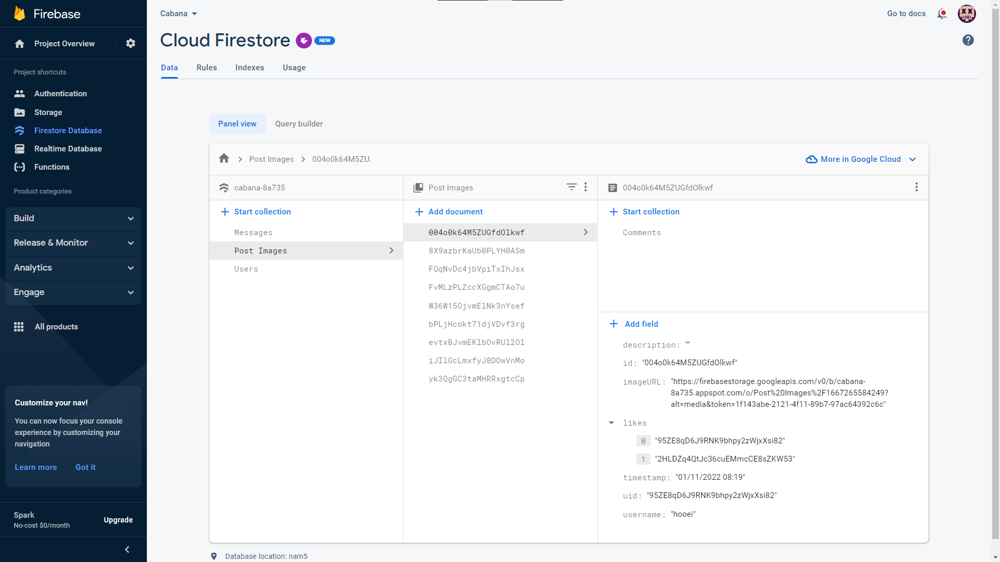 Firebase
Project Overview
Project shortcuts
Authentication
Storage
Firestore Database
Realtime Database
Functions
Product categories
Build
Release & Monitor
Analytics
Engage
All products
Customize your nav!
You can now focus your console
experience by customizing your
navigation
Learn more Got it
Spark
No-cost $0/month
Upgrade
Cabana
Go to docs
Cloud Firestore NEW
Data Rules Indexes Usage
Panel view Query builder
Post Images 004o0k64M5ZU.
More in Google Cloud
cabana-8a735
Start collection
Messages
Post Images
Users
Post Images
Add document
004o0k64M5ZUGfdOlkwf
8X9azbrKaUb0PLYH0ASm
FQqNvDc4jbVpiTxIhJsx
FvMLzPLZccXGgmCTAo7u
W36W15OjvmElNk3nYsef
bPLjHcokt71djVDvf3rg
evtxBJvmEKlbOvRUl2Ol
iJIlGcLmxfyJ8DOwVnMo
yk3QgGC3taMHRRxgtcCp
004o0k64M5ZUGfdOlkwf
Start collection
Comments
Add field
description: ""
id: "004o0k64M5ZUGfdOlkwf"
imageURL: "https://firebasestorage.googleapis.com/v0/b/cabana-
8a735.appspot.com/o/Post%20Images%2F1667265584249?
alt=media&token=1f143abe-2121-4f11-89b7-97ac64392c6c"
likes
0 "95ZE8qD6J9RNK9bhpy2zWjxXsi82"
1 "2HLDZq4QtJc36cuEMmcCE8sZKW53"
timestamp: "01/11/2022 08:19"
uid: "95ZE8qD6J9RNK9bhpy2zWjxXsi82"
username: "hooei"
Database location: nam5